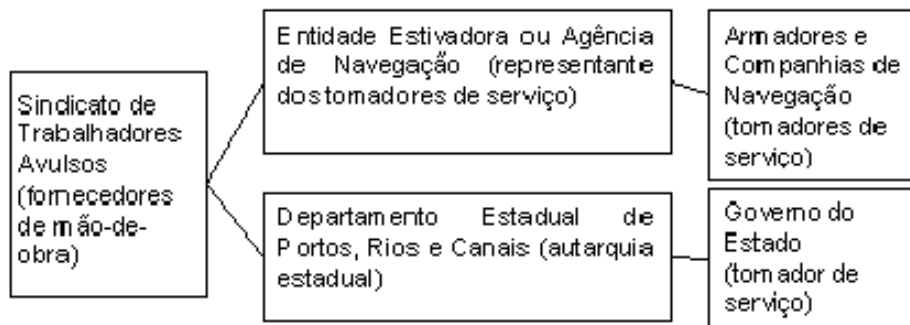 Sindicato de
Trabalhadores
Avulsos
(fornecedores
de mão-de-
obra)
Entidade Estivadora ou Agência
de Navegação (representante
dos tomadores de serviço)
Armadores e
Companhias de
Navegação
(tomadores de
serviço)
Departamento Estadual de
Portos, Rios e Canais (autarquia
estadual)
Governo do
Estado
(tomador de
serviço)